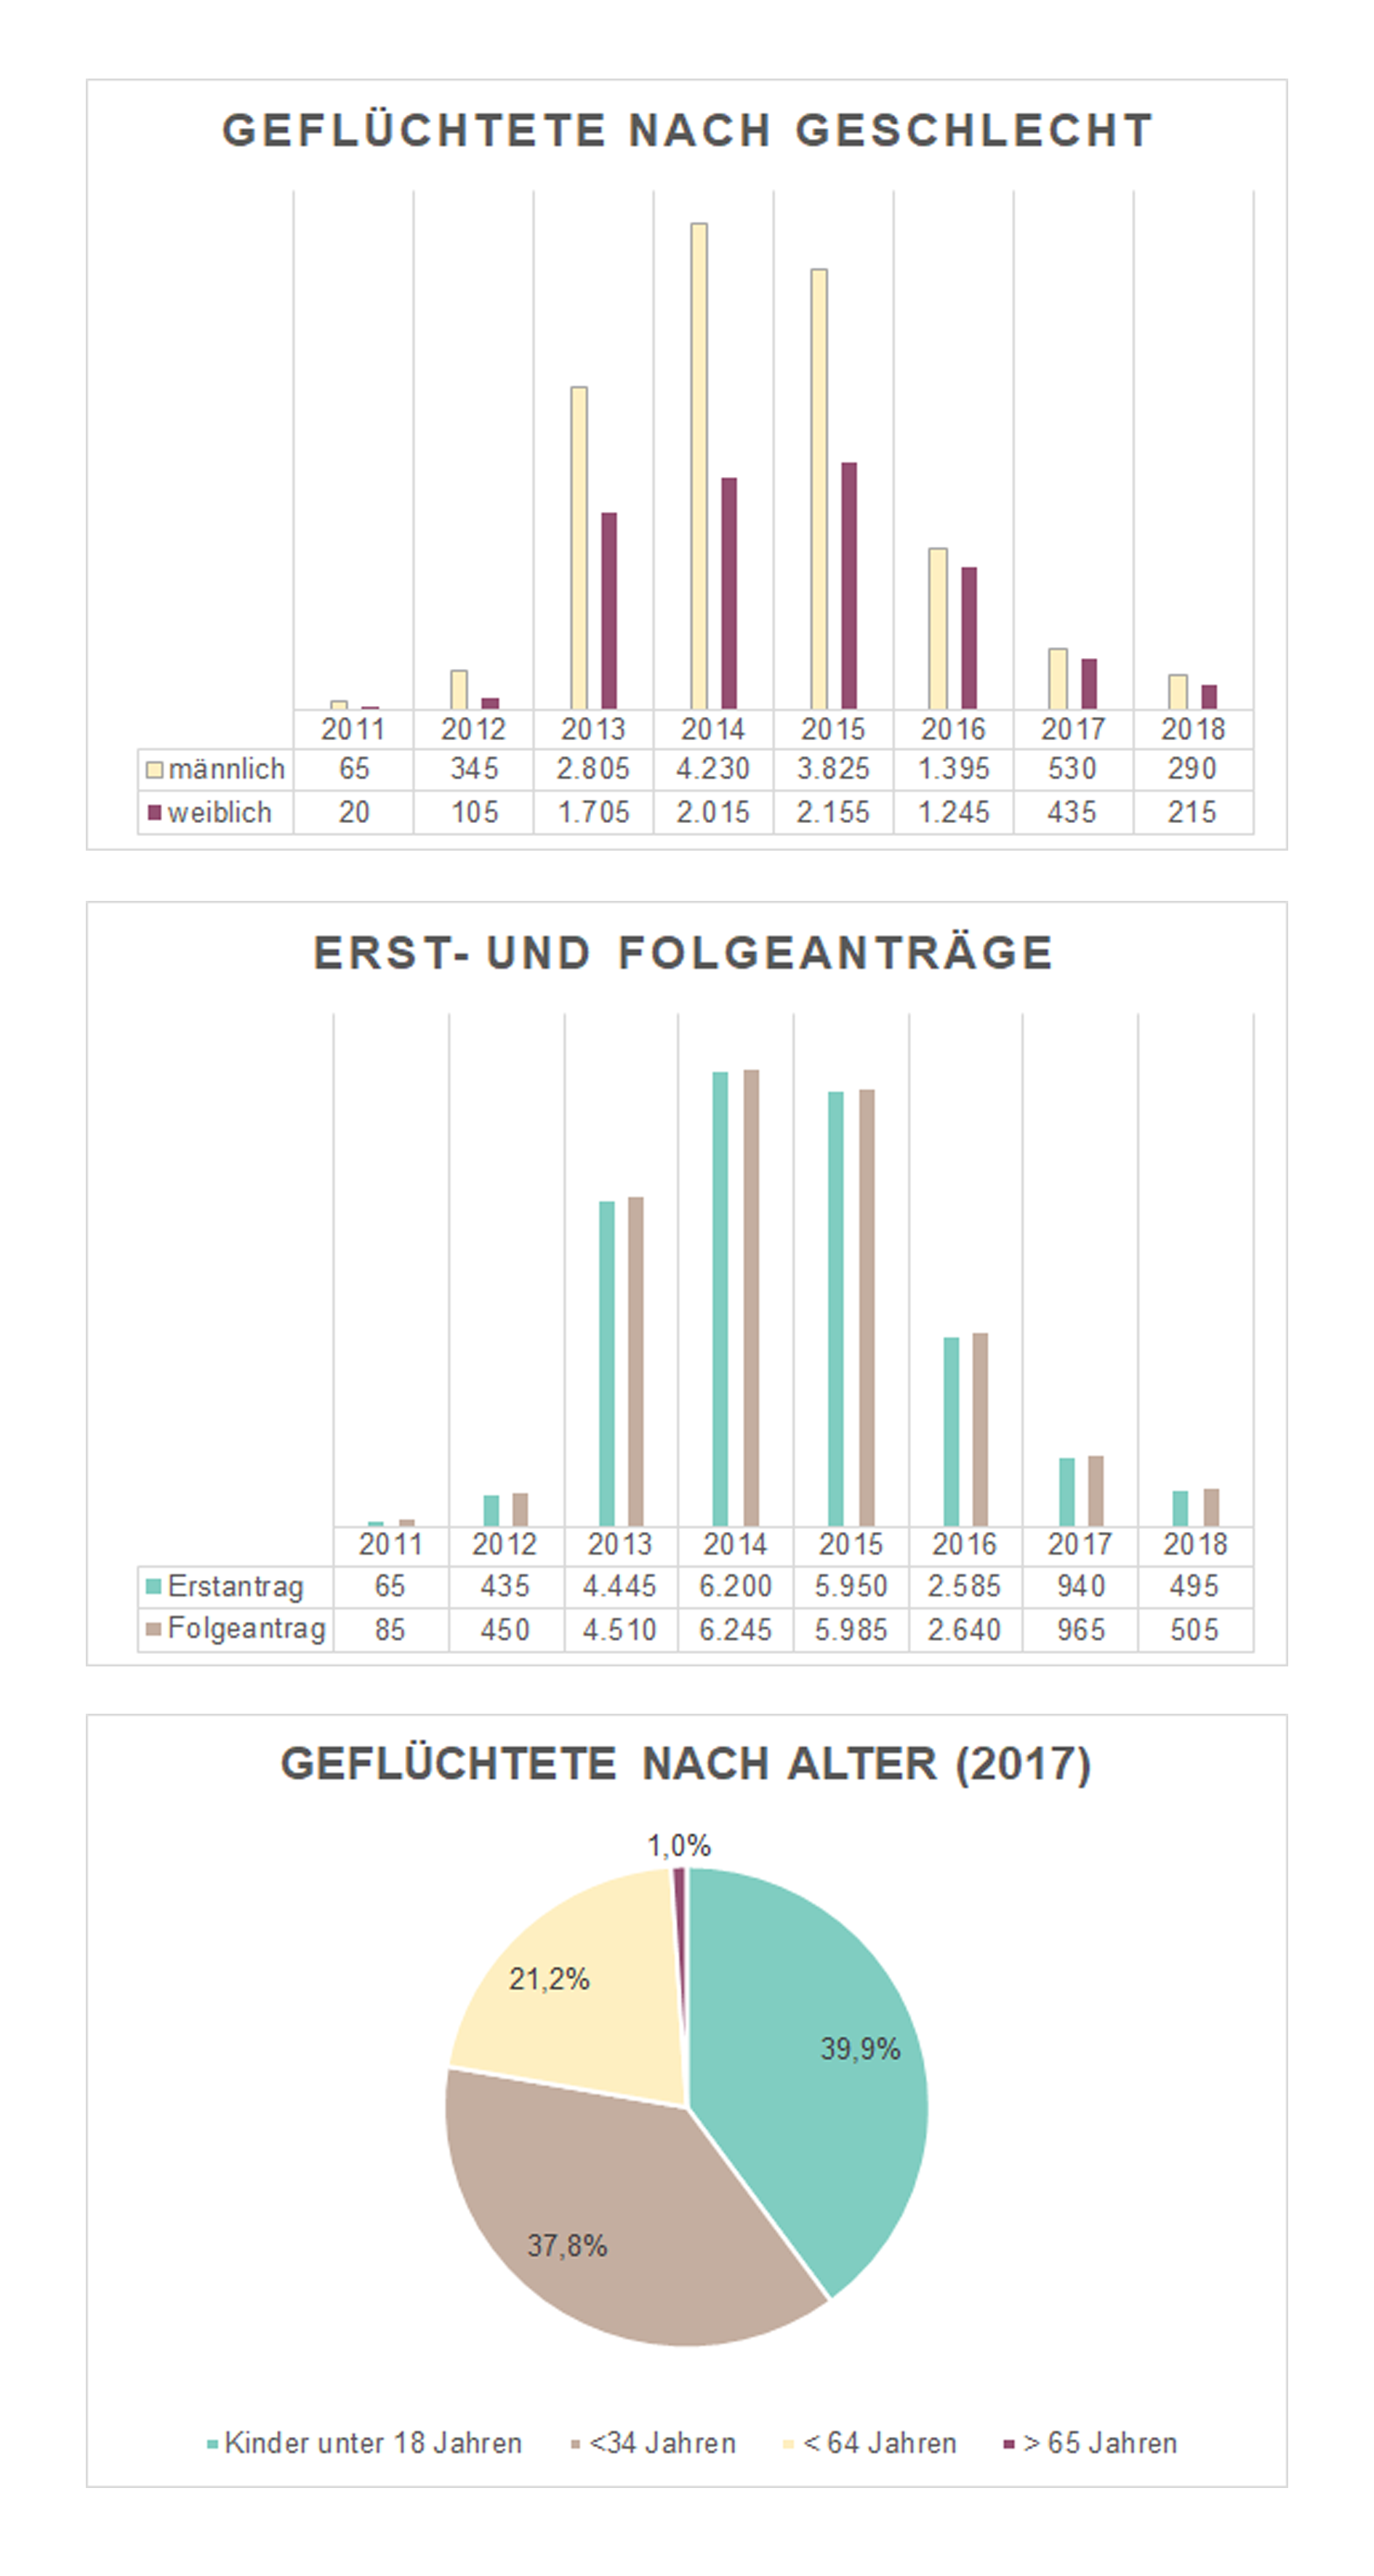 GEFLÜCHTETE NACH GESCHLECHT
2011 2012 2013 2014 2015 2016 2017 2018
männlich 65 345 2.805 4.230 3.825 1.395 530 290
weiblich 20 105 1.705 2.015 2.155 1.245 435 215
ERST- UND FOLGEANTRÄGE
2011 2012 2013 2014 2015 2016 2017 2018
Erstantrag 65 435 4.445 6.200 5.950 2.585 940 495
Folgeantrag 85 450 4.510 6.245 5.985 2.640 965 505
GEFLÜCHTETE NACH ALTER (2017)
1,0%
21,2%
39,9%
37,8%
Kinder unter 18 Jahren <34 Jahren < 64 Jahren > 65 Jahren